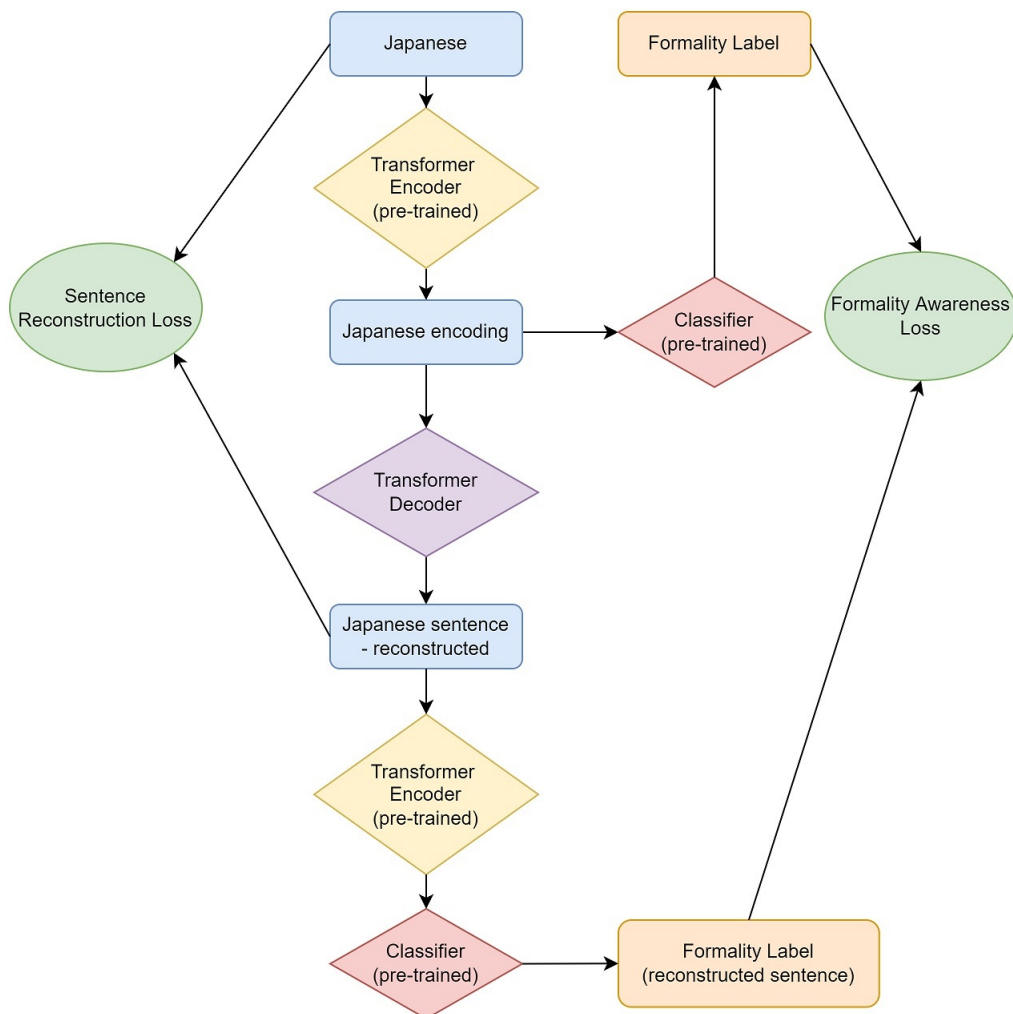 Japanese
Formality Label
Transformer
Encoder
(pre-trained)
Sentence
Reconstruction Loss
Japanese encoding
Classifier
(pre-trained)
Formality Awareness
Loss
Transformer
Decoder
Japanese sentence
- reconstructed
Transformer
Encoder
(pre-trained)
Classifier
(pre-trained)
Formality Label
(reconstructed sentence)